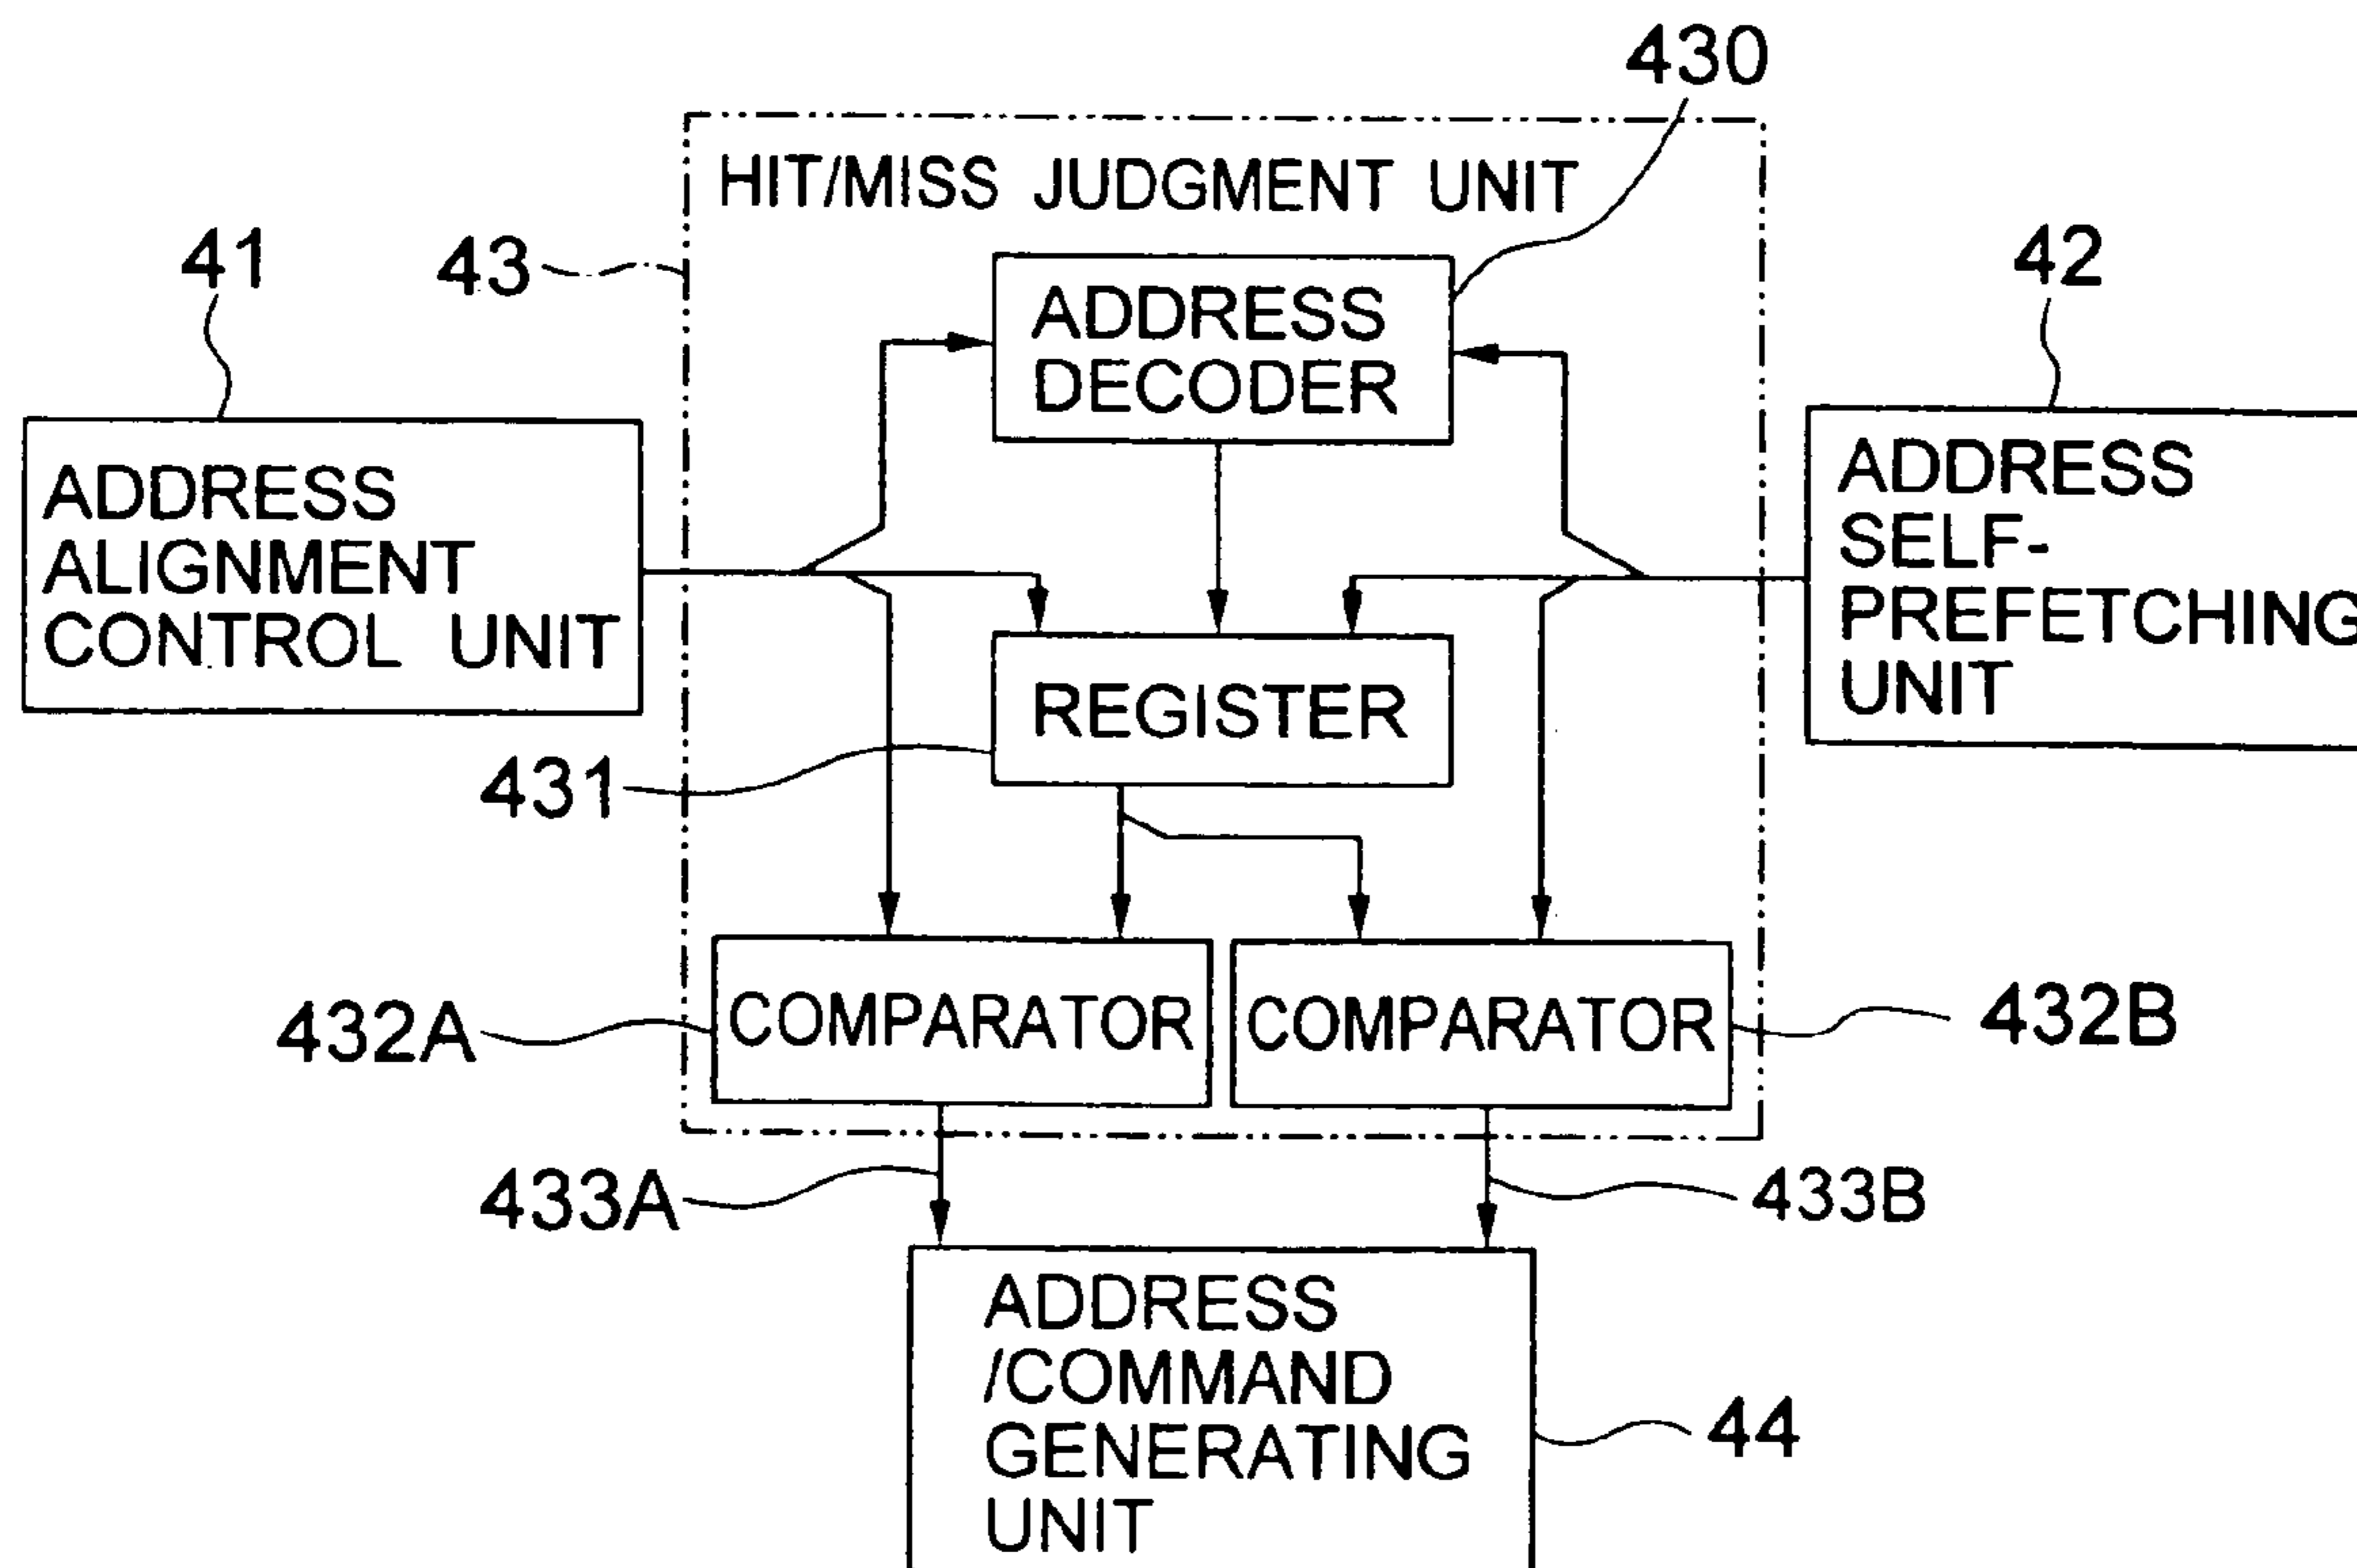 430
HIT/MISS JUDGMENT UNIT
41
43
42
ADDRESS
DECODER
ADDRESS
ALIGNMENT
CONTROL UNIT
ADDRESS
SELF-
PREFETCHING
UNIT
REGISTER
431
COMPARATOR
COMPARATOR
432A
432B
433A
433B
ADDRESS
/COMMAND
GENERATING
UNIT
44